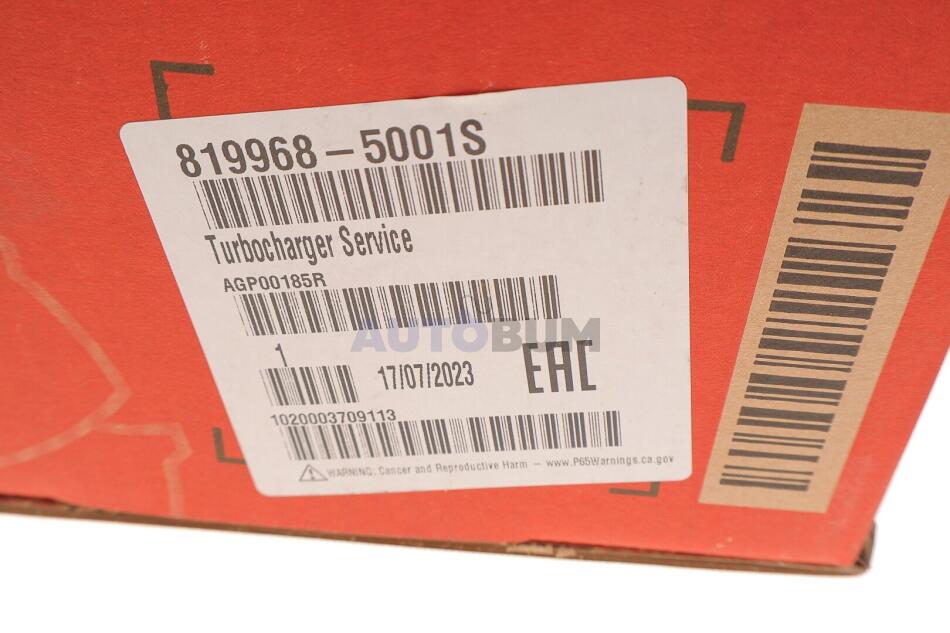 819968-5001S
Turbocharger Service
AGP00185R
AUTOBUM
1
17/07/2023
EAC
1020003709113
WARNING: Cancer and Reproductive Harm - www.P65Warnings.ca.gov